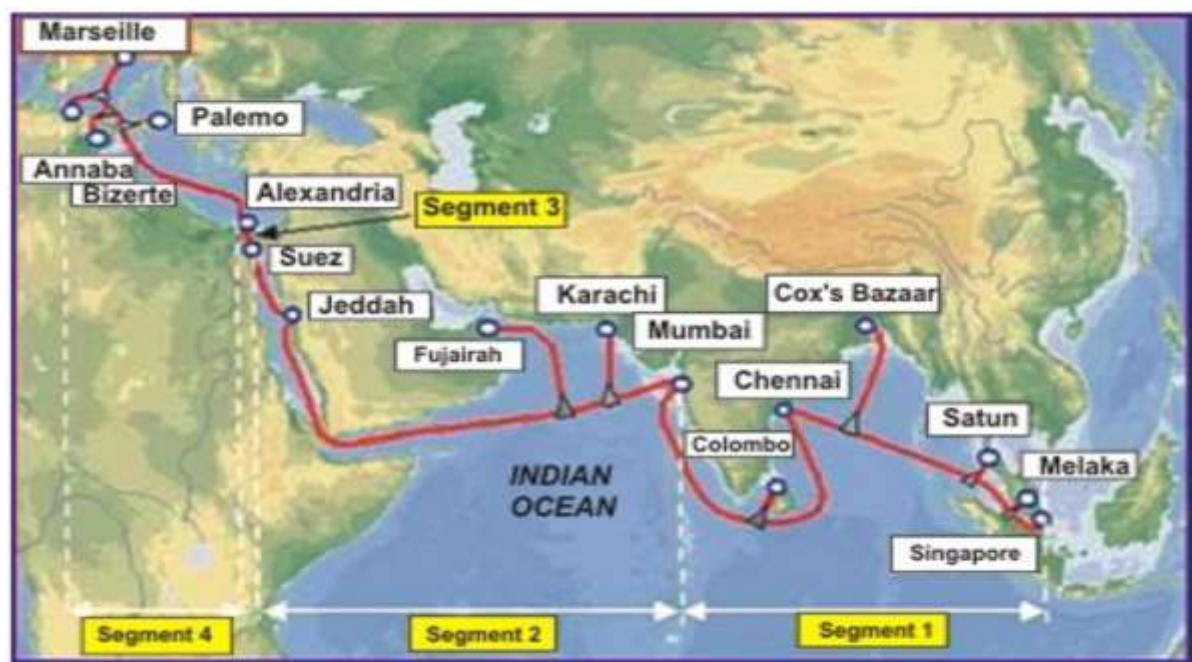 Marseille
Palemo
Annaba
Bizerte
Alexandria
Segment 3
Suez
Jeddah
Karachi
Cox's Bazaar
Fujairah
Mumbai
Chennai
Satun
Colombo
Melaka
INDIAN
OCEAN
Singapore
Segment 4
Segment 2
Segment 1